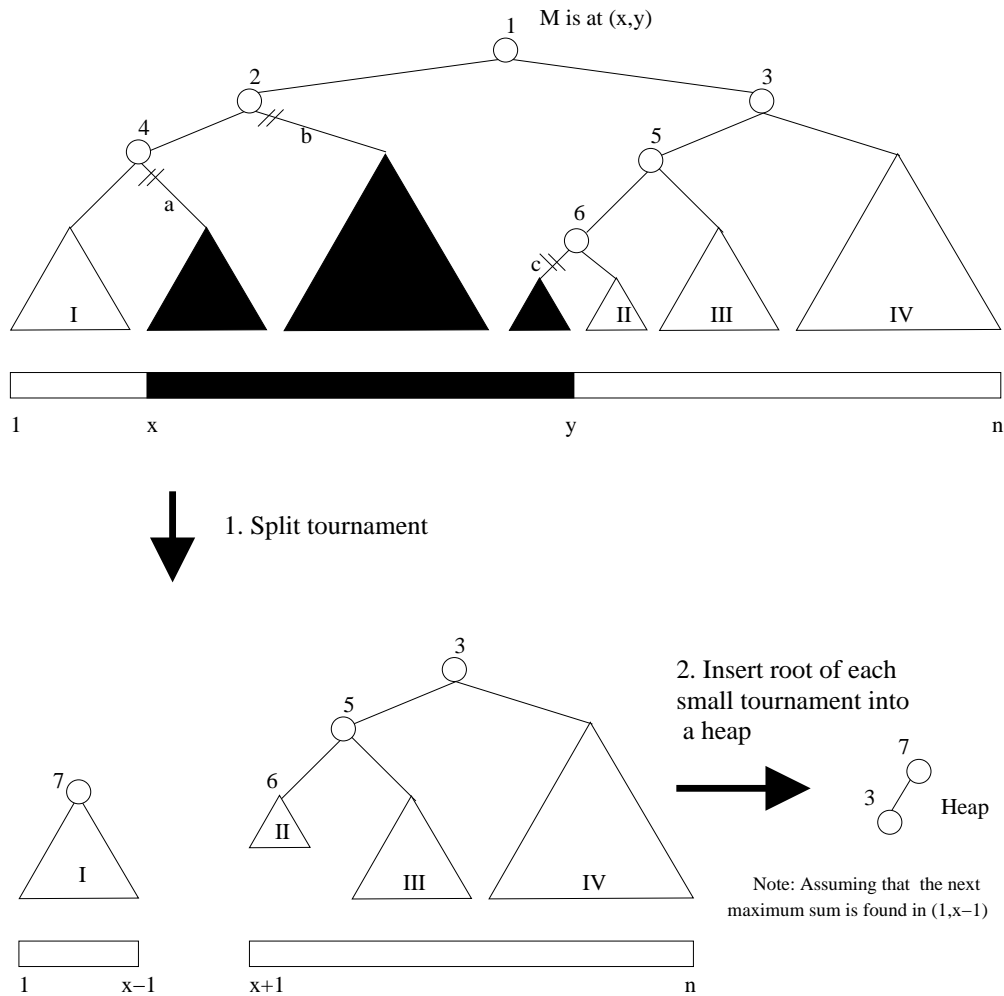 M is at (x,y)
1
2
3
4
b
5
a
6
c
I
II
III
IV
1
x
y
n
1. Split tournament
3
5
7
6
II
I
III
IV
1
x−1
x+1
n
2. Insert root of each
small tournament into
a heap
7
3
Heap
Note: Assuming that the next
maximum sum is found in (1,x−1)